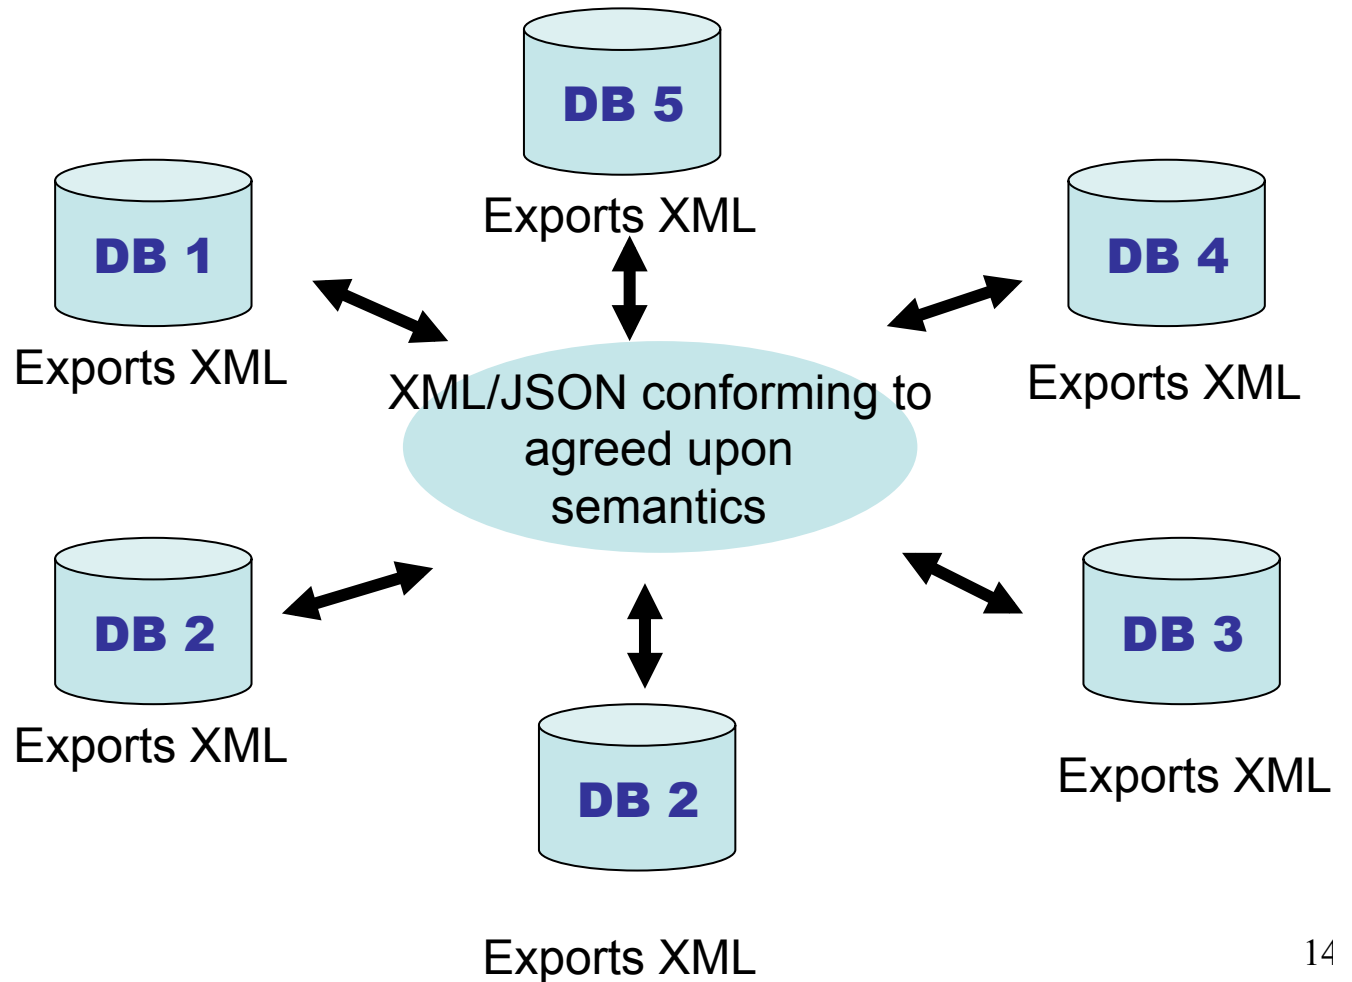 DB 5
Exports XML
DB 1
Exports XML
DB 4
Exports XML
XML/JSON conforming to
agreed upon
semantics
DB 2
Exports XML
DB 3
Exports XML
DB 2
Exports XML
14